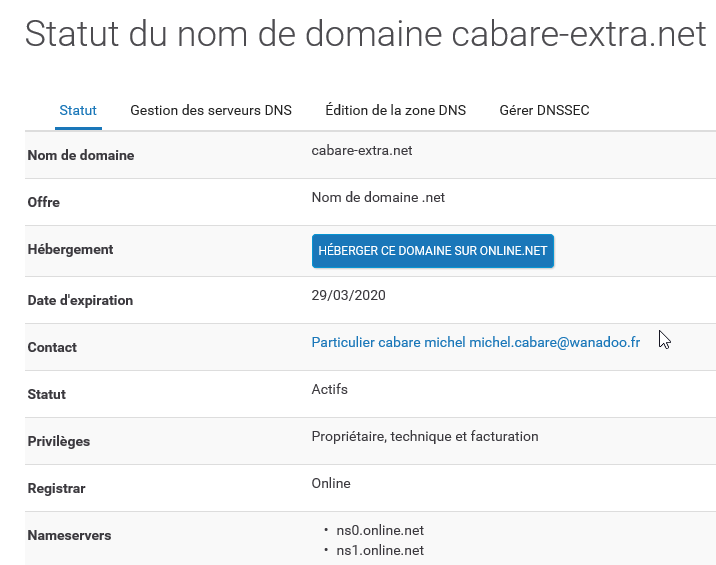 Statut du nom de domaine cabare-extra.net
Statut Gestion des serveurs DNS Édition de la zone DNS Gérer DNSSEC
Nom de domaine cabare-extra.net
Offre Nom de domaine .net
Hébergement HÉBERGER CE DOMAINE SUR ONLINE.NET
Date d'expiration 29/03/2020
Contact Particulier cabare michel michel.cabare@wanadoo.fr
Statut Actifs
Privilèges Propriétaire, technique et facturation
Registrar Online
Nameservers • ns0.online.net
• ns1.online.net